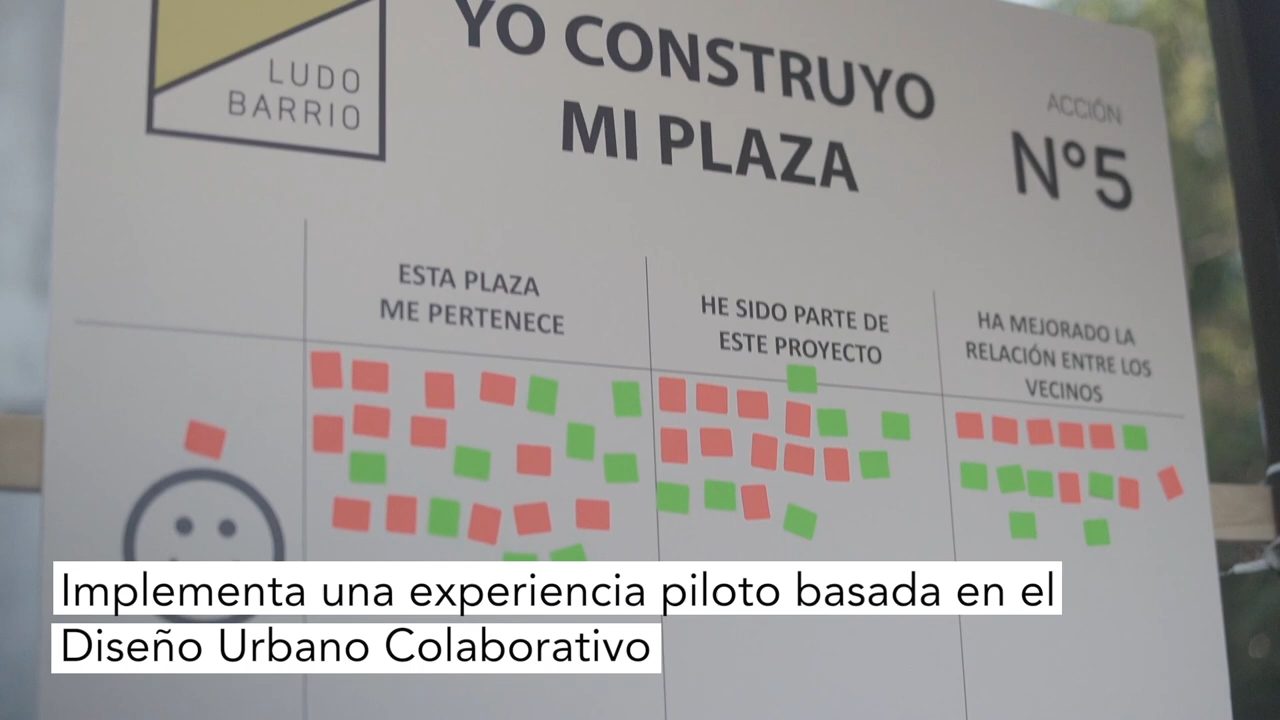 LUDO
BARRIO
YO CONSTRUYO
MI PLAZA
ACCIÓN
N°5
ESTA PLAZA
ME PERTENECE
HE SIDO PARTE DE
ESTE PROYECTO
HA MEJORADO LA
RELACIÓN ENTRE LOS
VECINOS
Implementa una experiencia piloto basada en el
Diseño Urbano Colaborativo